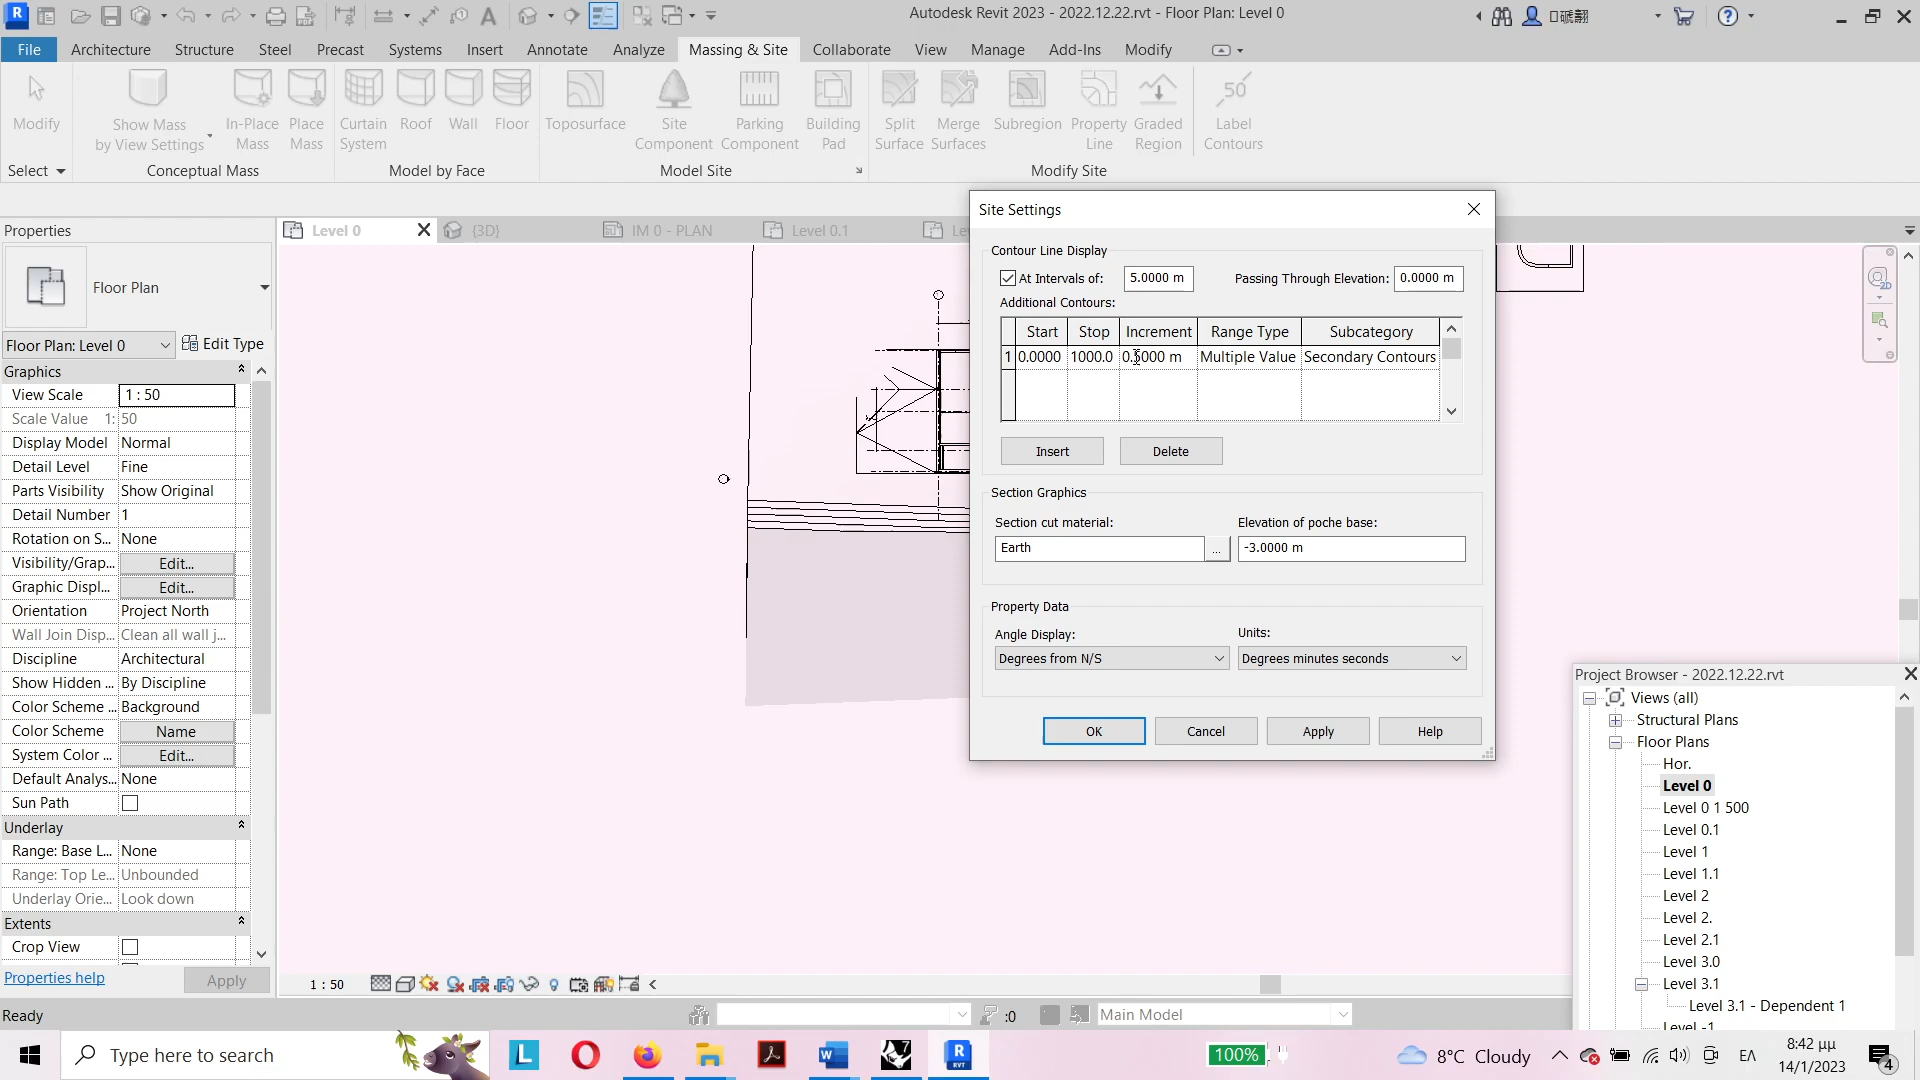 Autodesk Revit 2023 - 2022.12.22.rvt - Floor Plan: Level 0
File Architecture Structure Steel Precast Systems Insert Annotate Analyze Massing & Site Collaborate View Manage Add-Ins Modify
Modify
Show Mass
by View Settings
In-Place
Mass
Place
Mass
Curtain
System
Roof
Wall
Floor
Toposurface
Site
Component
Parking
Component
Building
Pad
Split
Surface
Merge
Surfaces
Subregion
Property
Line
Graded
Region
50
Label
Contours
Select Conceptual Mass Model by Face Model Site Modify Site
Properties
Level 0 {3D} IM 0 - PLAN Level 0.1
Floor Plan
Floor Plan: Level 0 Edit Type
Graphics
View Scale 1 : 50
Scale Value 1: 50
Display Model Normal
Detail Level Fine
Parts Visibility Show Original
Detail Number 1
Rotation on S... None
Visibility/Grap... Edit...
Graphic Displ... Edit...
Orientation Project North
Wall Join Disp... Clean all wall j...
Discipline Architectural
Show Hidden ... By Discipline
Color Scheme ... Background
Color Scheme Name
System Color ... Edit...
Default Analys... None
Sun Path
Underlay
Range: Base L... None
Range: Top Le... Unbounded
Underlay Orie... Look down
Extents
Crop View
Properties help Apply
Site Settings
Contour Line Display
At Intervals of: 5.0000 m Passing Through Elevation: 0.0000 m
Additional Contours:
Start Stop Increment Range Type Subcategory
1 0.0000 1000.0 0.5000 m Multiple Value Secondary Contours
Insert Delete
Section Graphics
Section cut material: Elevation of poche base:
Earth ... -3.0000 m
Property Data
Angle Display: Units:
Degrees from N/S Degrees minutes seconds
OK Cancel Apply Help
Project Browser - 2022.12.22.rvt
Views (all)
Structural Plans
Floor Plans
Hor.
Level 0
Level 0 1 500
Level 0.1
Level 1
Level 1.1
Level 2
Level 2.
Level 2.1
Level 3.0
Level 3.1
Level 3.1 - Dependent 1
Level -1
1 : 50
Ready :0 Main Model
Type here to search 100% 8°C Cloudy ΕΛ
8:42 μμ
14/1/2023
4